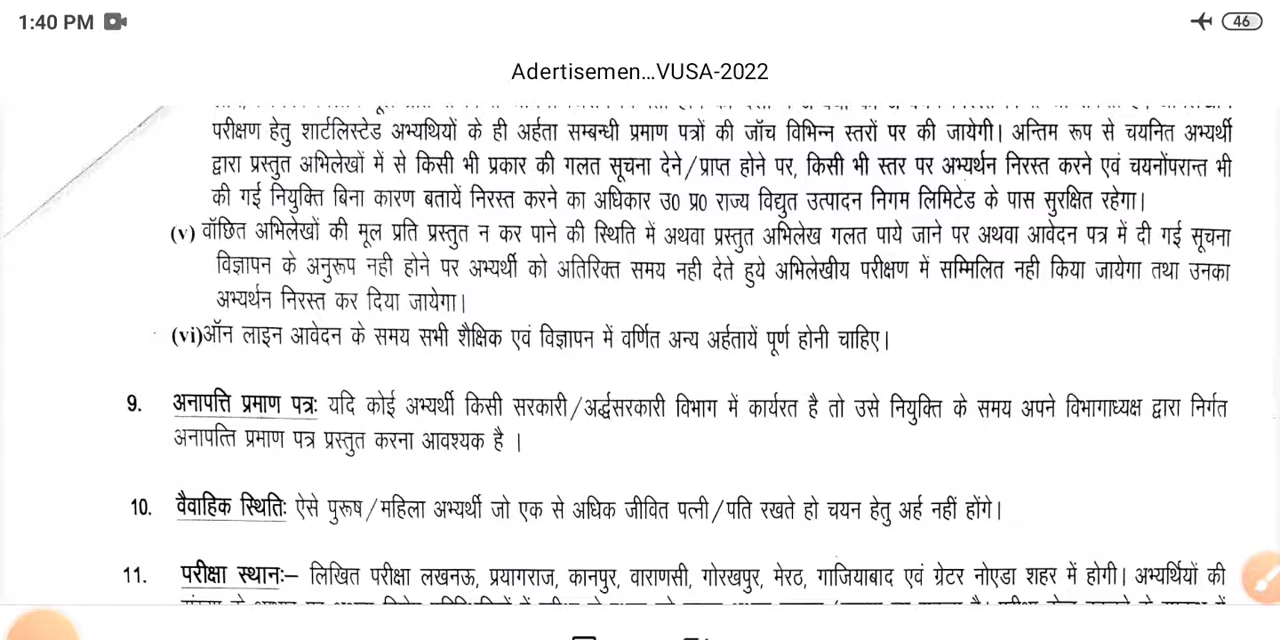 1:40 PM
46
Adertisemen...VUSA-2022
परीक्षण हेतु शार्टलिस्टेड अभ्यथियों के ही अर्हता सम्बन्धी प्रमाण पत्रों की जॉच विभिन्न स्तरों पर की जायेगी। अन्तिम रूप से चयनित अभ्यर्थी
द्वारा प्रस्तुत अभिलेखों में से किसी भी प्रकार की गलत सूचना देने/प्राप्त होने पर, किसी भी स्तर पर अभ्यर्थन निरस्त करने एवं चयनोंपरान्त भी
की गई नियुक्ति बिना कारण बतायें निरस्त करने का अधिकार उ0 प्र0 राज्य विद्युत उत्पादन निगम लिमिटेड के पास सुरक्षित रहेगा।
(v) वॉछित अभिलेखों की मूल प्रति प्रस्तुत न कर पाने की स्थिति में अथवा प्रस्तुत अभिलेख गलत पाये जाने पर अथवा आवेदन पत्र में दी गई सूचना
विज्ञापन के अनुरूप नही होने पर अभ्यर्थी को अतिरिक्त समय नही देते हुये अभिलेखीय परीक्षण में सम्मिलित नही किया जायेगा तथा उनका
अभ्यर्थन निरस्त कर दिया जायेगा।
(vi)ऑन लाइन आवेदन के समय सभी शैक्षिक एवं विज्ञापन में वर्णित अन्य अर्हतायें पूर्ण होनी चाहिए।
9. अनापत्ति प्रमाण पत्रः यदि कोई अभ्यर्थी किसी सरकारी/अर्द्धसरकारी विभाग में कार्यरत है तो उसे नियुक्ति के समय अपने विभागाध्यक्ष द्वारा निर्गत
अनापत्ति प्रमाण पत्र प्रस्तुत करना आवश्यक है ।
10. वैवाहिक स्थितिः ऐसे पुरूष/महिला अभ्यर्थी जो एक से अधिक जीवित पत्नी/पति रखते हो चयन हेतु अर्ह नहीं होंगे।
11. परीक्षा स्थानः– लिखित परीक्षा लखनऊ, प्रयागराज, कानपुर, वाराणसी, गोरखपुर, मेरठ, गाजियाबाद एवं ग्रेटर नोएडा शहर में होगी। अभ्यर्थियों की